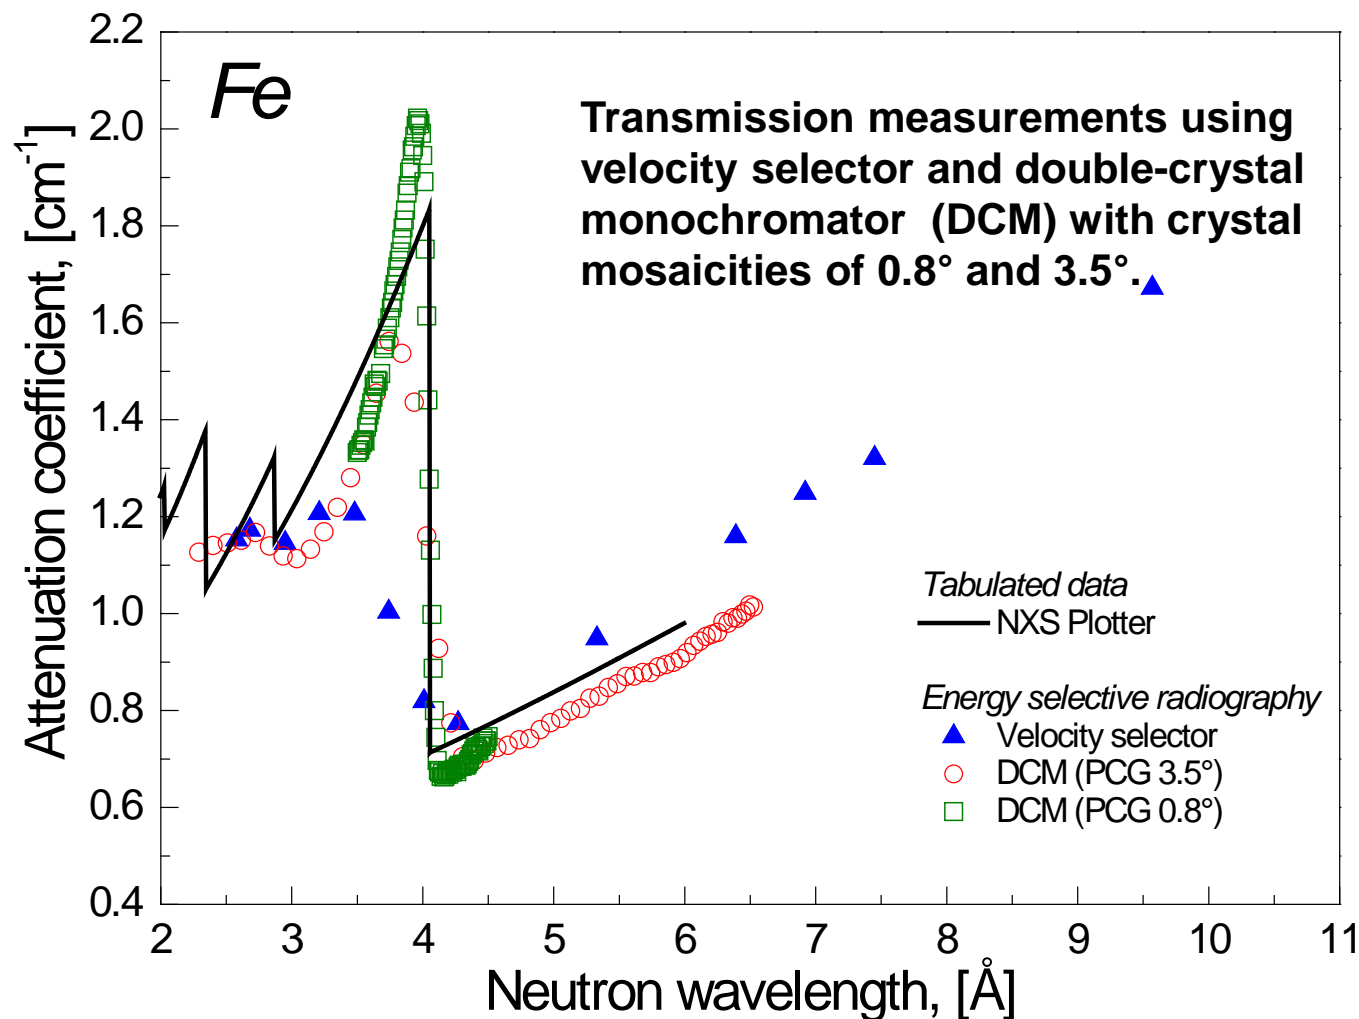 Fe
Transmission measurements using
velocity selector and double-crystal
monochromator (DCM) with crystal
mosaicities of 0.8° and 3.5°.
Attenuation coefficient, [cm⁻¹]
2.2
2.0
1.8
1.6
1.4
1.2
1.0
0.8
0.6
0.4
Tabulated data
NXS Plotter
Energy selective radiography
Velocity selector
DCM (PCG 3.5°)
DCM (PCG 0.8°)
2 3 4 5 6 7 8 9 10 11
Neutron wavelength, [Å]